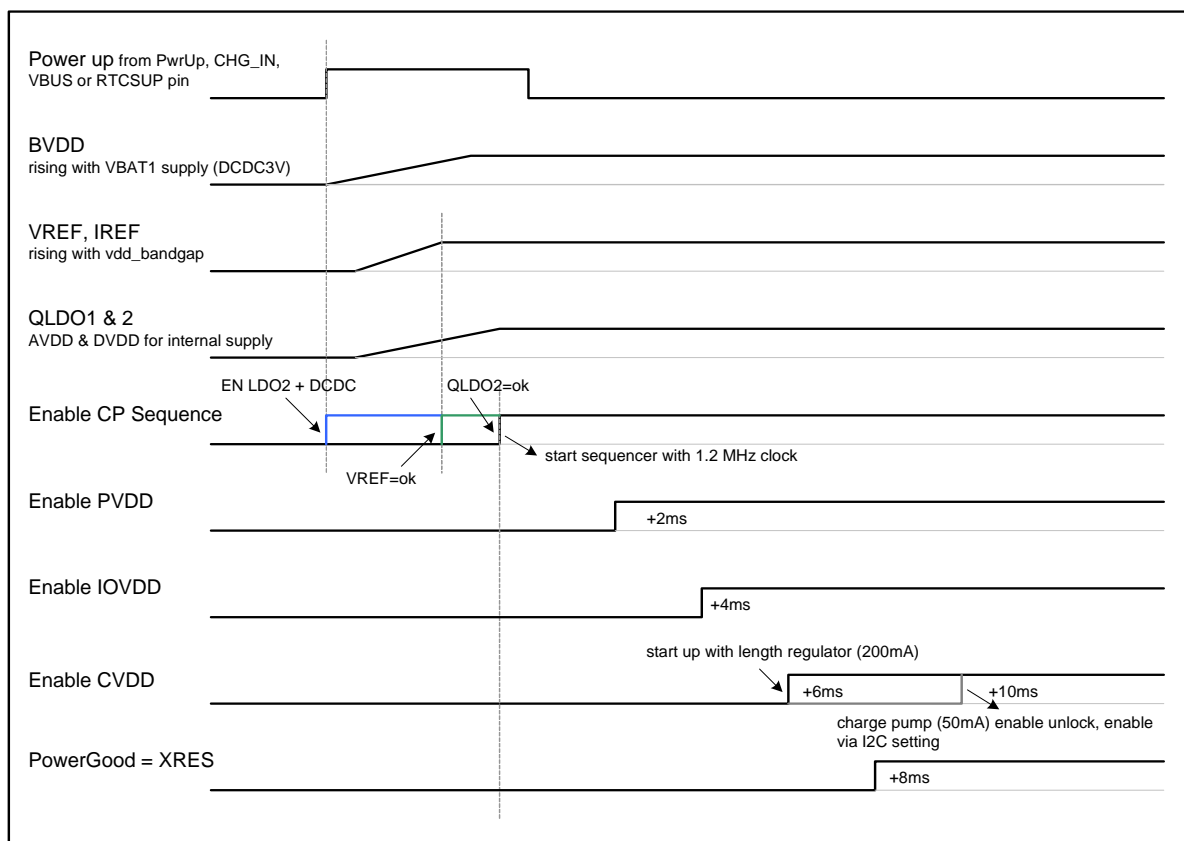 Power up from PwrUp, CHG_IN,
VBUS or RTCSUP pin
BVDD
rising with VBAT1 supply (DCDC3V)
VREF, IREF
rising with vdd_bandgap
QLDO1 & 2
AVDD & DVDD for internal supply
EN LDO2 + DCDC
QLDO2=ok
Enable CP Sequence
start sequencer with 1.2 MHz clock
VREF=ok
Enable PVDD
+2ms
Enable IOVDD
+4ms
start up with length regulator (200mA)
Enable CVDD
+6ms
+10ms
charge pump (50mA) enable unlock, enable
via I2C setting
PowerGood = XRES
+8ms